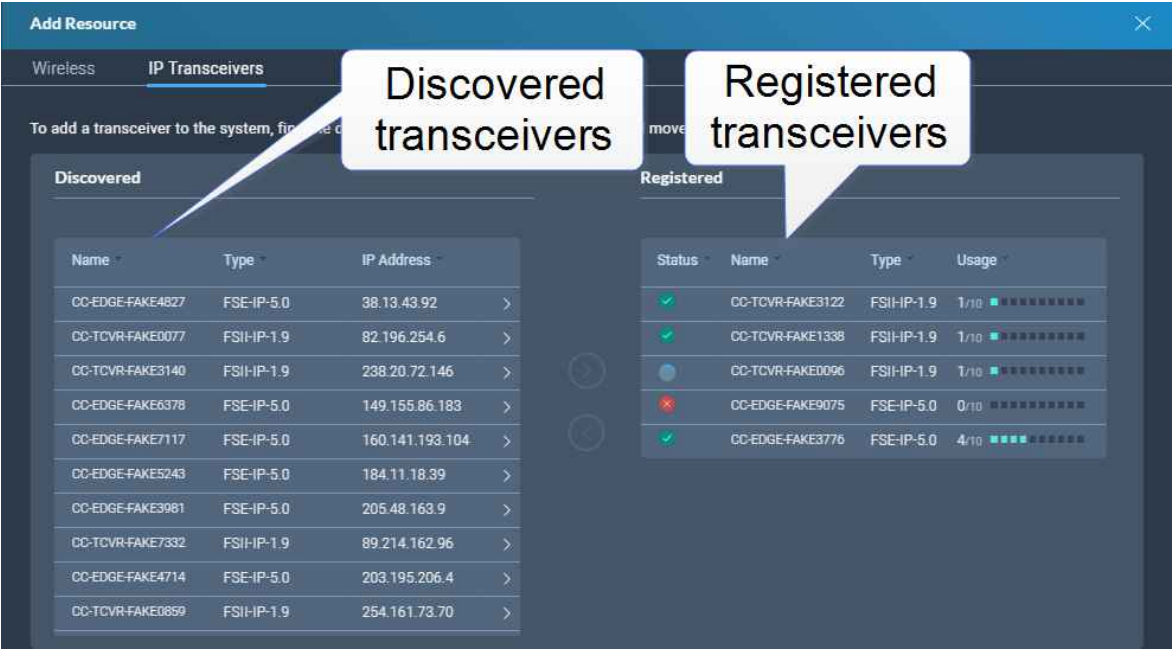 Add Resource
Wireless IP Transceivers
Discovered
transceivers
Registered
transceivers
To add a transceiver to the system, move
Discovered
Name Type IP Address
CC-EDGE-FAKE4827 FSE-IP-5.0 38.13.43.92
CC-TCVR-FAKE0077 FSII-IP-1.9 82.196.254.6
CC-TCVR-FAKE3140 FSII-IP-1.9 238.20.72.146
CC-EDGE-FAKE6378 FSE-IP-5.0 149.155.86.183
CC-EDGE-FAKE7117 FSE-IP-5.0 160.141.193.104
CC-EDGE-FAKE5243 FSE-IP-5.0 184.11.18.39
CC-EDGE-FAKE3981 FSE-IP-5.0 205.48.163.9
CC-TCVR-FAKE7332 FSII-IP-1.9 89.214.162.96
CC-EDGE-FAKE4714 FSE-IP-5.0 203.195.206.4
CC-TCVR-FAKE0859 FSII-IP-1.9 254.161.73.70
Registered
Status Name Type Usage
CC-TCVR-FAKE3122 FSII-IP-1.9 1/10
CC-TCVR-FAKE1338 FSII-IP-1.9 1/10
CC-TCVR-FAKE0096 FSII-IP-1.9 1/10
CC-EDGE-FAKE9075 FSE-IP-5.0 0/10
CC-EDGE-FAKE3776 FSE-IP-5.0 4/10